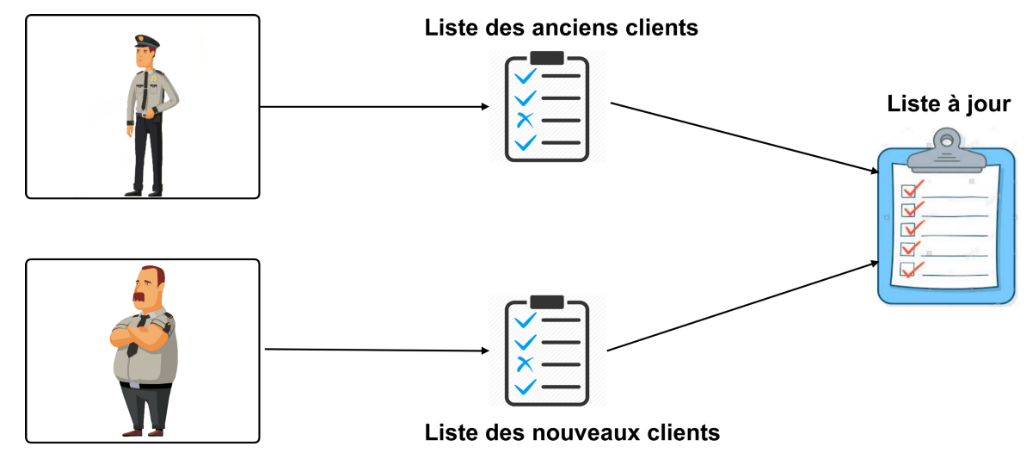 Liste des anciens clients
Liste à jour
Liste des nouveaux clients